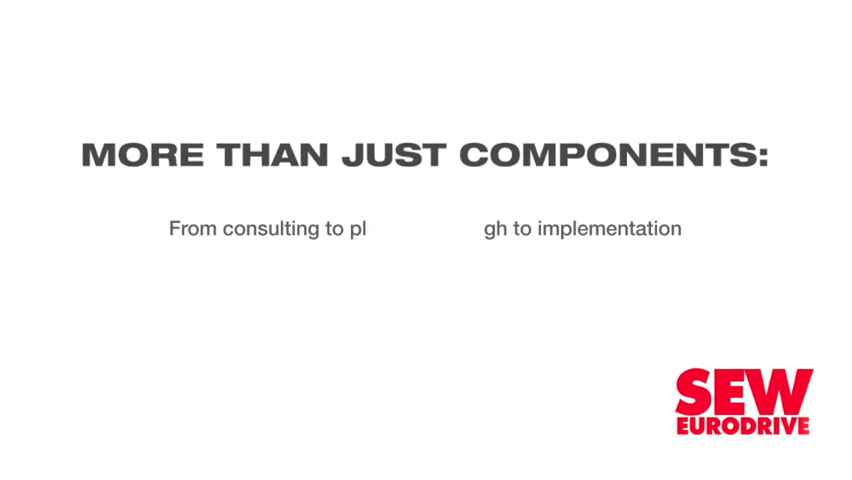 MORE THAN JUST COMPONENTS:
From consulting to pl gh to implementation
SEW
EURODRIVE